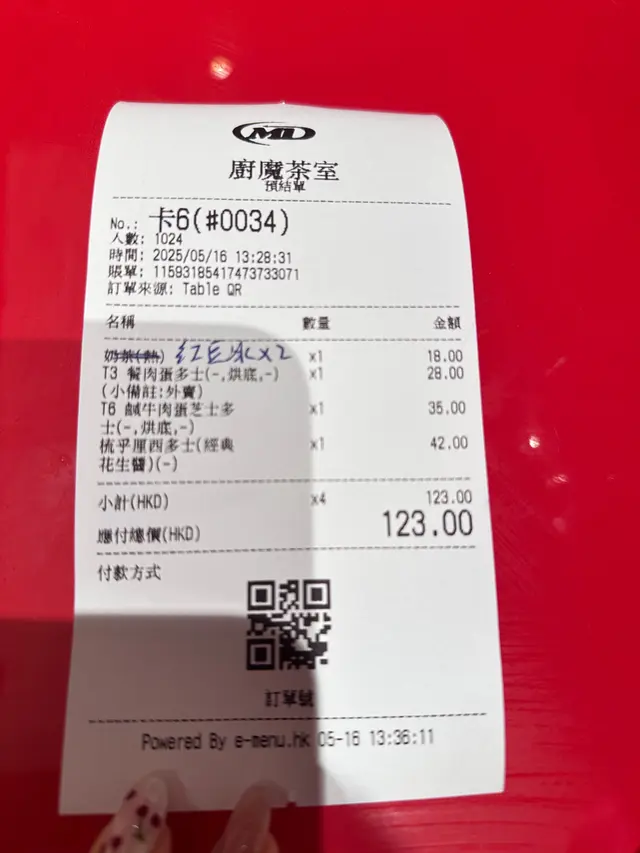 MD
廚魔茶室
預結單
No.: 卡6(#0034)
人數: 1024
時間: 2025/05/16 13:28:31
賬單: 11593185417473733071
訂單來源: Table QR
名稱 數量 金額
奶茶(熱) 红豆冰x2 x1 18.00
T3 餐肉蛋多士(-,烘底,-) x1 28.00
(小備註:外賣)
T6 鹹牛肉蛋芝士多 x1 35.00
士(-,烘底,-)
梳乎厘西多士(經典 x1 42.00
花生醬)(-)
小計(HKD) x4 123.00
應付總價(HKD) 123.00
付款方式
訂單號
Powered By e-menu.hk 05-16 13:36:11